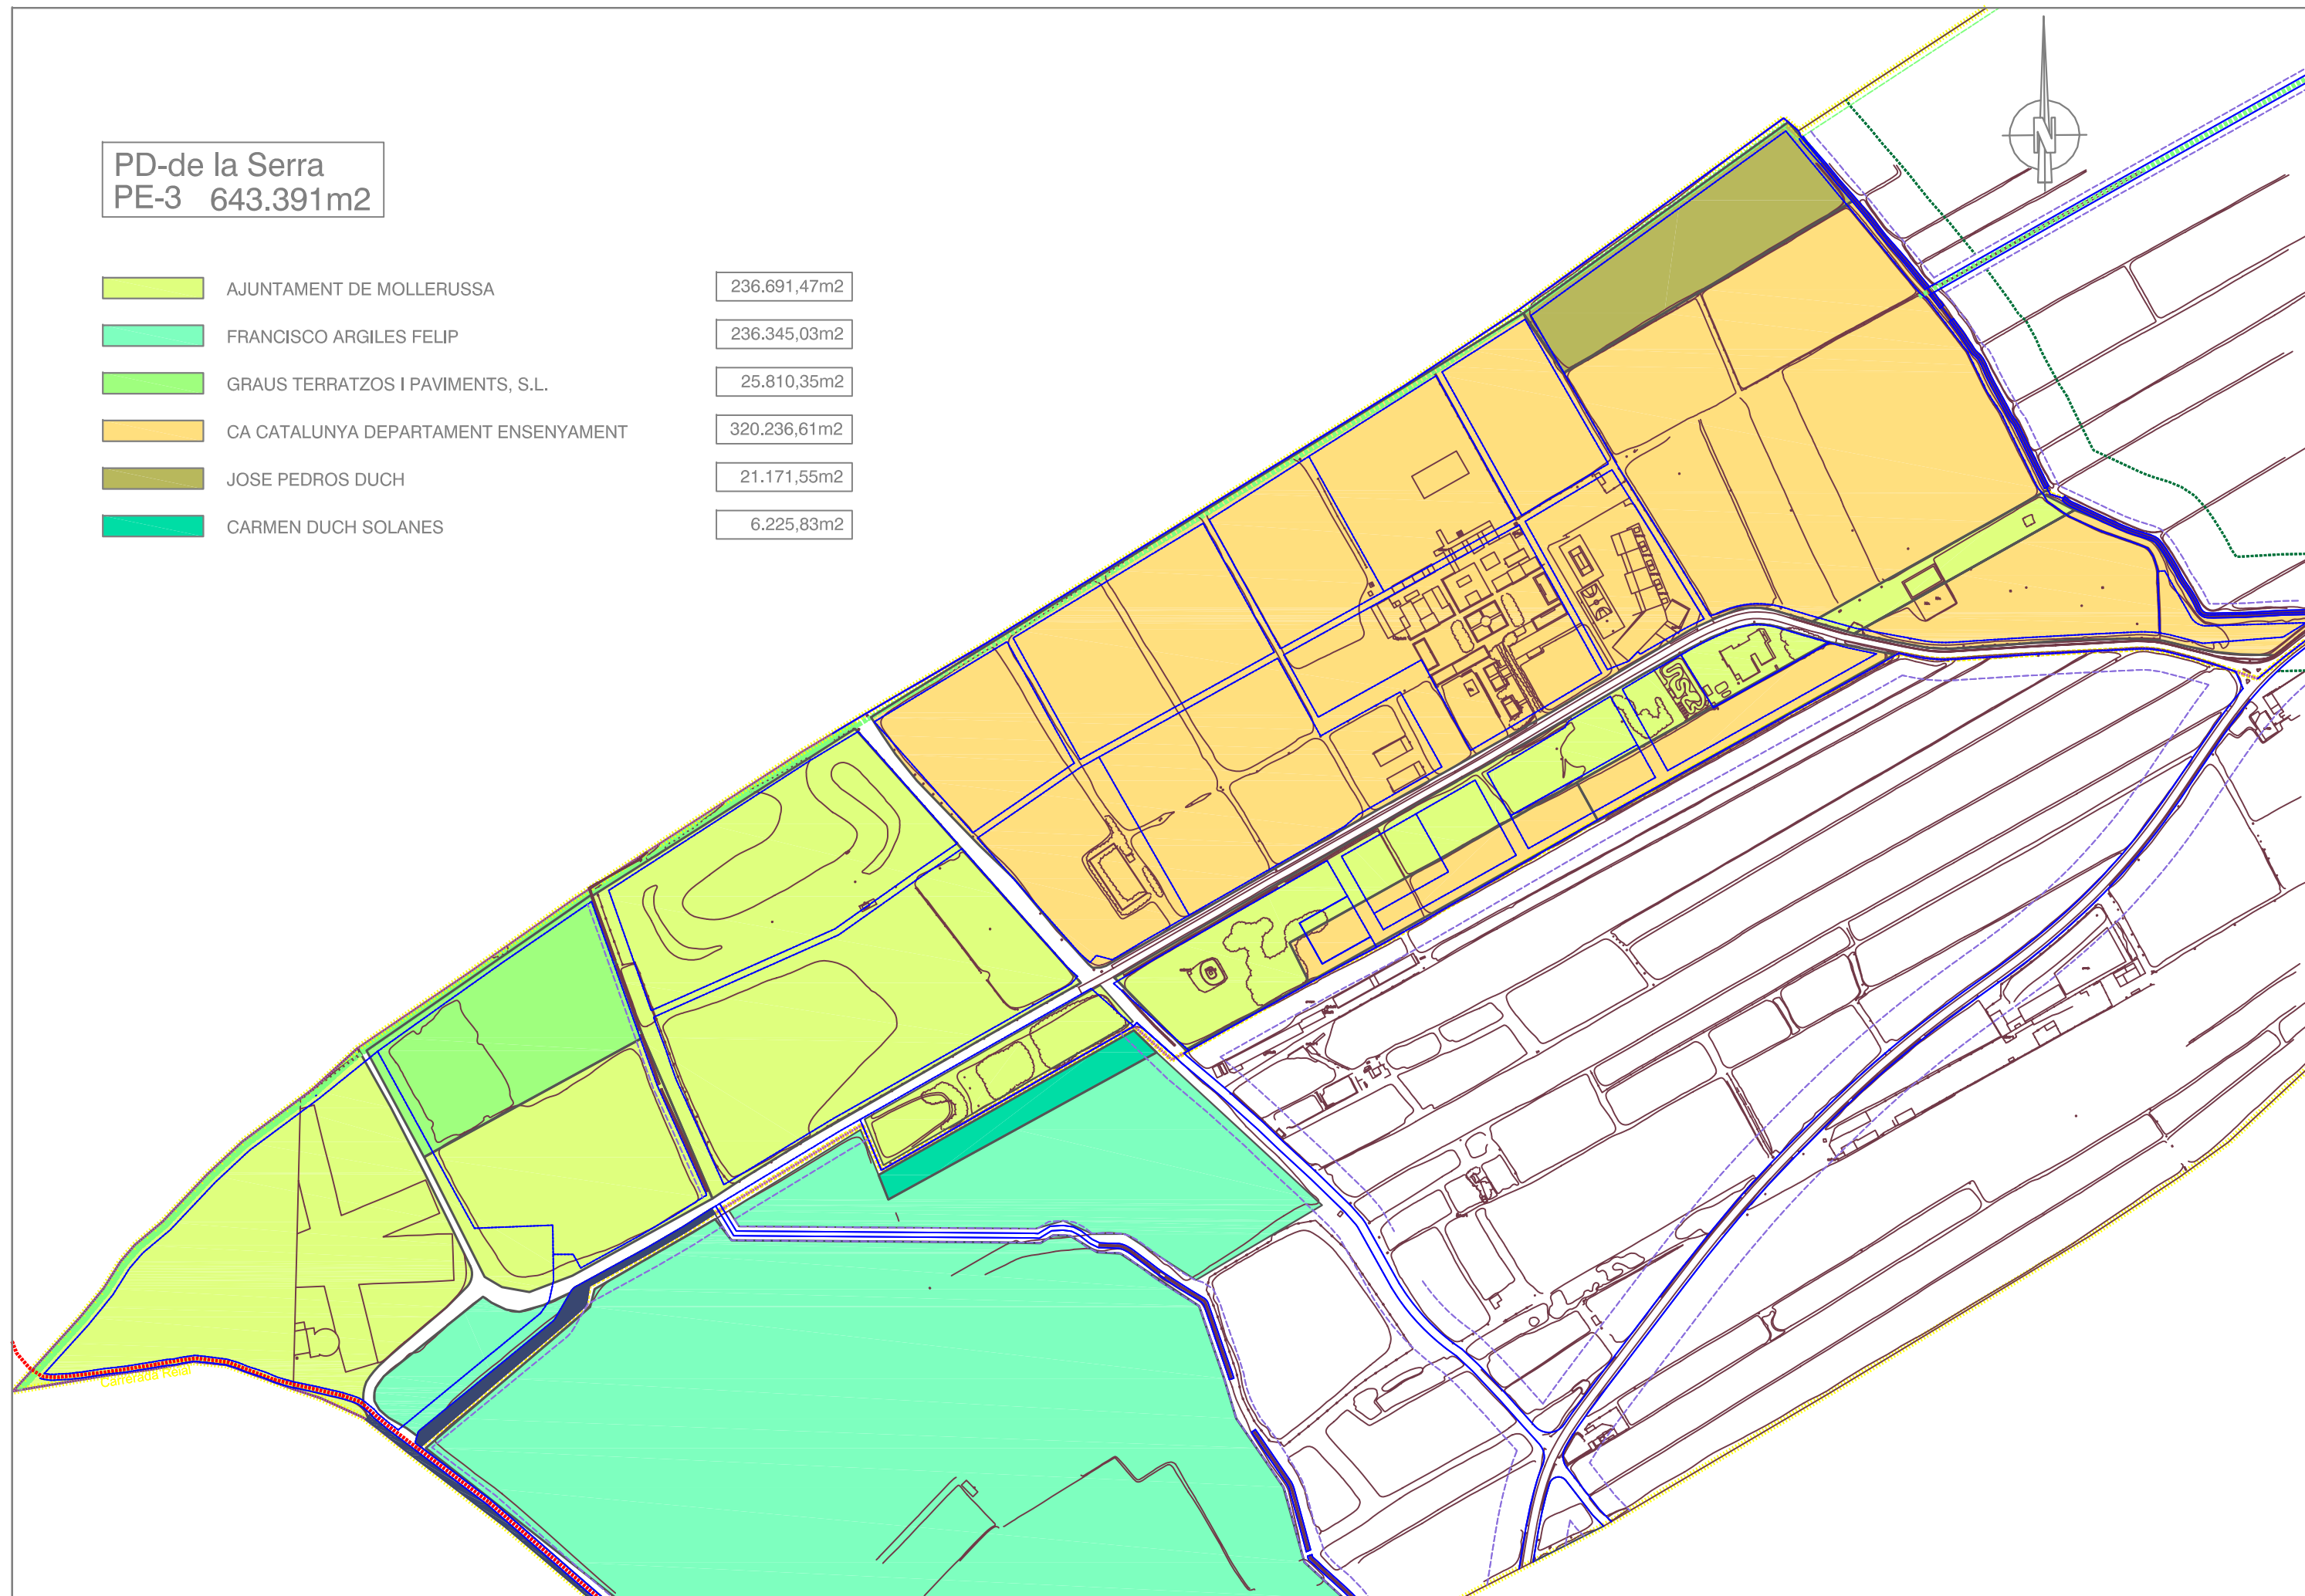 PD-de la Serra
PE-3 643.391m2
AJUNTAMENT DE MOLLERUSSA 236.691,47m2
FRANCISCO ARGILES FELIP 236.345,03m2
GRAUS TERRATZOS I PAVIMENTS, S.L. 25.810,35m2
CA CATALUNYA DEPARTAMENT ENSENYAMENT 320.236,61m2
JOSE PEDROS DUCH 21.171,55m2
CARMEN DUCH SOLANES 6.225,83m2
N
Carrerada Reial